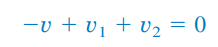 −v + v₁ + v₂ = 0